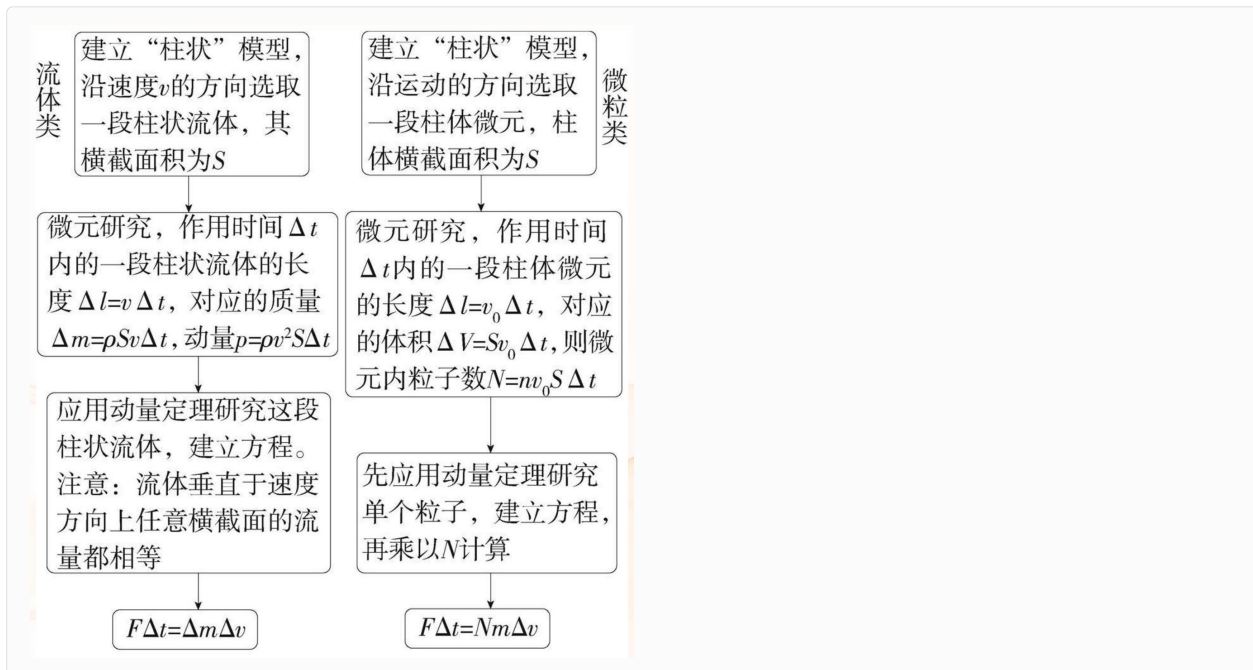 流体类
建立“柱状”模型，
沿速度v的方向选取
一段柱状流体，其
横截面积为S
微元研究，作用时间Δt
内的一段柱状流体的长
度Δl=vΔt，对应的质量
Δm=ρSvΔt,动量p=ρv²SΔt
应用动量定理研究这段
柱状流体，建立方程。
注意：流体垂直于速度
方向上任意横截面的流
量都相等
FΔt=ΔmΔv
微粒类
建立“柱状”模型，
沿运动的方向选取
一段柱体微元，柱
体横截面积为S
微元研究，作用时间
Δt内的一段柱体微元
的长度Δl=v₀Δt，对应
的体积ΔV=Sv₀Δt,则微
元内粒子数N=nv₀SΔt
先应用动量定理研究
单个粒子，建立方程，
再乘以N计算
FΔt=NmΔv